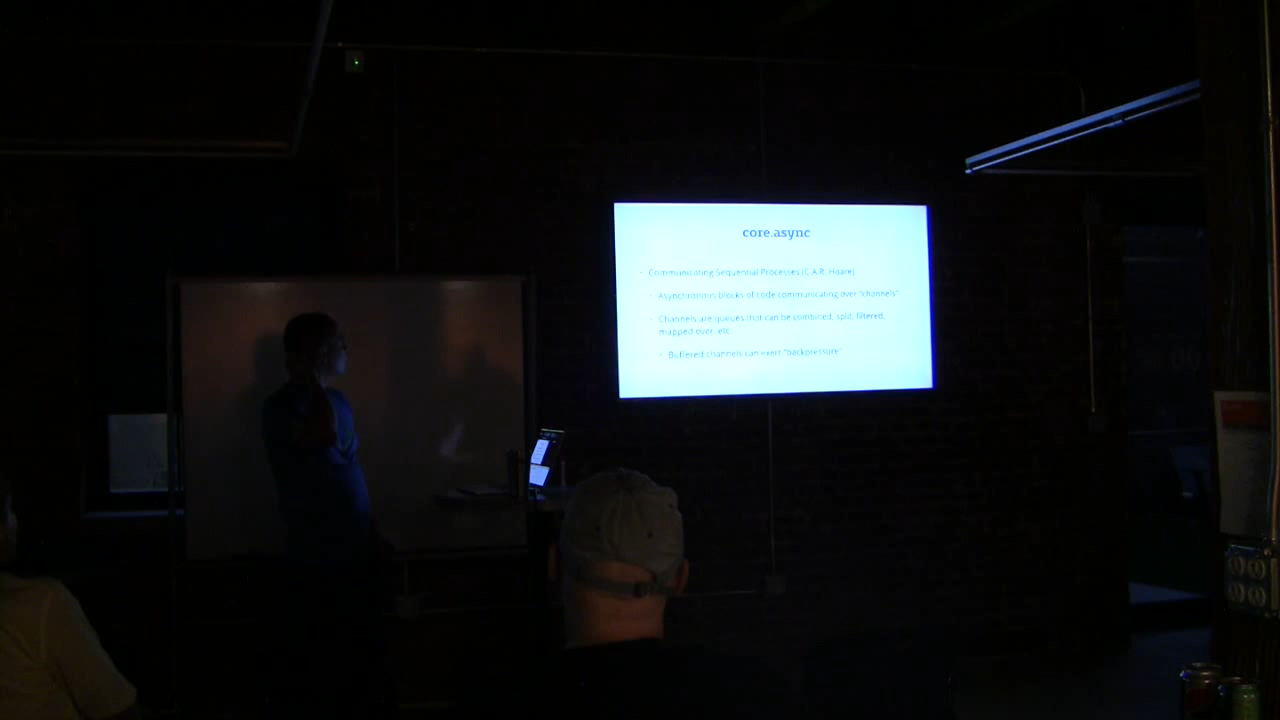 core.async
Communicating Sequential Processes (C.A.R. Hoare)
Asynchronous blocks of code communicating over "channels"
Channels are queues that can be combined, split, filtered,
mapped over, etc.
Buffered channels can exert "backpressure"